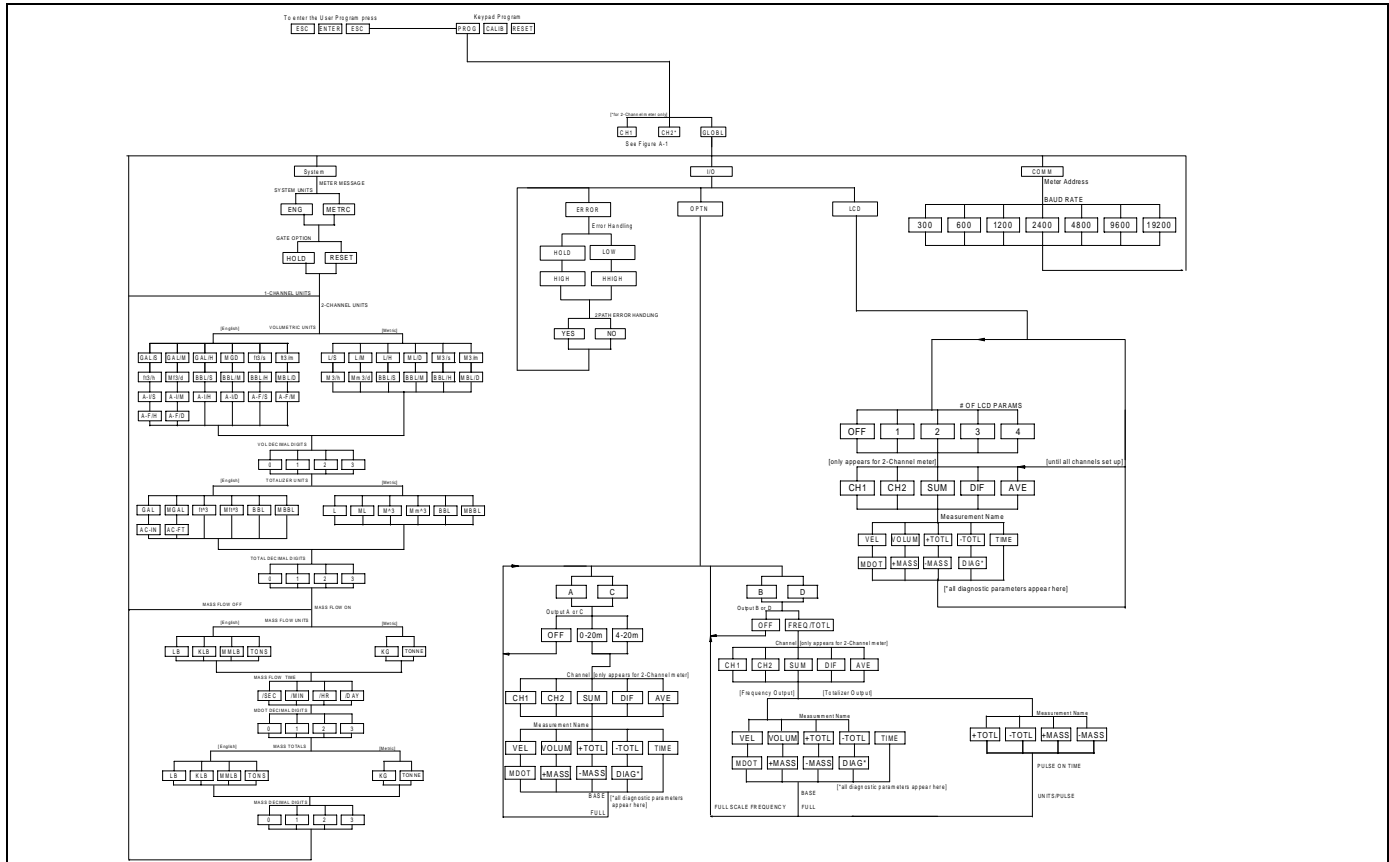 To enter the User Program press
Keypad Program
ESC ENTER ESC
PROG CALIB RESET
[*for 2-Channel meter only]
CH1 CH2* GLOBL
See Figure A-1
System
I/O
COMM
METER MESSAGE
Meter Address
SYSTEM UNITS
ENG METRC
ERROR
OPTN
LCD
BAUD RATE
300 600 1200 2400 4800 9600 19200
Error Handling
GATE OPTION
HOLD RESET
HOLD LOW
HIGH HHIGH
1-CHANNEL UNITS
2-CHANNEL UNITS
2 PATH ERROR HANDLING
YES NO
[English] VOLUMETRIC UNITS [Metric]
GAL/S GAL/M GAL/H MGD ft3/s ft3/m
L/S L/M L/H ML/D M3/s M3/m
ft3/h Mf3/d BBL/S BBL/M BBL/H MBL/D
M3/h Mm3/d BBL/S BBL/M BBL/H MBL/D
A-I/S A-I/M A-I/H A-I/D A-F/S A-F/M
A-F/H A-F/D
# OF LCD PARAMS
OFF 1 2 3 4
VOL DECIMAL DIGITS
0 1 2 3
[only appears for 2-Channel meter]
[until all channels set up]
CH1 CH2 SUM DIF AVE
TOTALIZER UNITS
[English] [Metric]
GAL MGAL ft^3 Mft^3 BBL MBBL
L ML M^3 Mm^3 BBL MBBL
AC-IN AC-FT
Measurement Name
VEL VOLUM +TOTL -TOTL TIME
MDOT +MASS -MASS DIAG*
[*all diagnostic parameters appear here]
TOTAL DECIMAL DIGITS
0 1 2 3
MASS FLOW OFF
MASS FLOW ON
A C
B D
Output A or C
Output B or D
[English] MASS FLOW UNITS [Metric]
LB KLB MMLB TONS
KG TONNE
OFF 0-20m 4-20m
OFF FREQ/TOTL
MASS FLOW TIME
/SEC /MIN /HR /DAY
Channel [only appears for 2-Channel meter]
CH1 CH2 SUM DIF AVE
Channel [only appears for 2-Channel meter]
CH1 CH2 SUM DIF AVE
MDOT DECIMAL DIGITS
0 1 2 3
[Frequency Output]
[Totalizer Output]
[English] MASS TOTALS [Metric]
LB KLB MMLB TONS
KG TONNE
Measurement Name
VEL VOLUM +TOTL -TOTL TIME
MDOT +MASS -MASS DIAG*
BASE
[*all diagnostic parameters
appear here]
FULL
Measurement Name
VEL VOLUM +TOTL -TOTL TIME
MDOT +MASS -MASS DIAG*
[*all diagnostic parameters appear here]
BASE
FULL SCALE FREQUENCY
FULL
Measurement Name
+TOTL -TOTL +MASS -MASS
PULSE ON TIME
UNITS/PULSE
MASS DECIMAL DIGITS
0 1 2 3